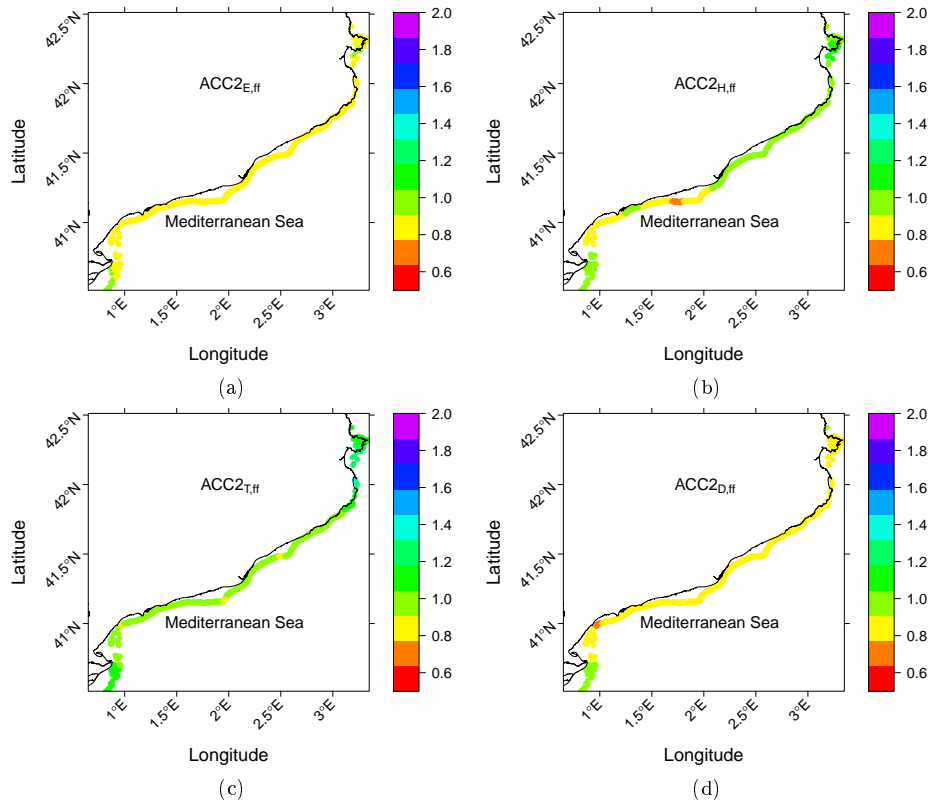 42.5°N
42°N
41.5°N
41°N
Latitude
ACC2E,ff
Mediterranean Sea
1°E 1.5°E 2°E 2.5°E 3°E
Longitude
2.0
1.8
1.6
1.4
1.2
1.0
0.8
0.6
(a)
42.5°N
42°N
41.5°N
41°N
Latitude
ACC2H,ff
Mediterranean Sea
1°E 1.5°E 2°E 2.5°E 3°E
Longitude
2.0
1.8
1.6
1.4
1.2
1.0
0.8
0.6
(b)
42.5°N
42°N
41.5°N
41°N
Latitude
ACC2T,ff
Mediterranean Sea
1°E 1.5°E 2°E 2.5°E 3°E
Longitude
2.0
1.8
1.6
1.4
1.2
1.0
0.8
0.6
(c)
42.5°N
42°N
41.5°N
41°N
Latitude
ACC2D,ff
Mediterranean Sea
1°E 1.5°E 2°E 2.5°E 3°E
Longitude
2.0
1.8
1.6
1.4
1.2
1.0
0.8
0.6
(d)